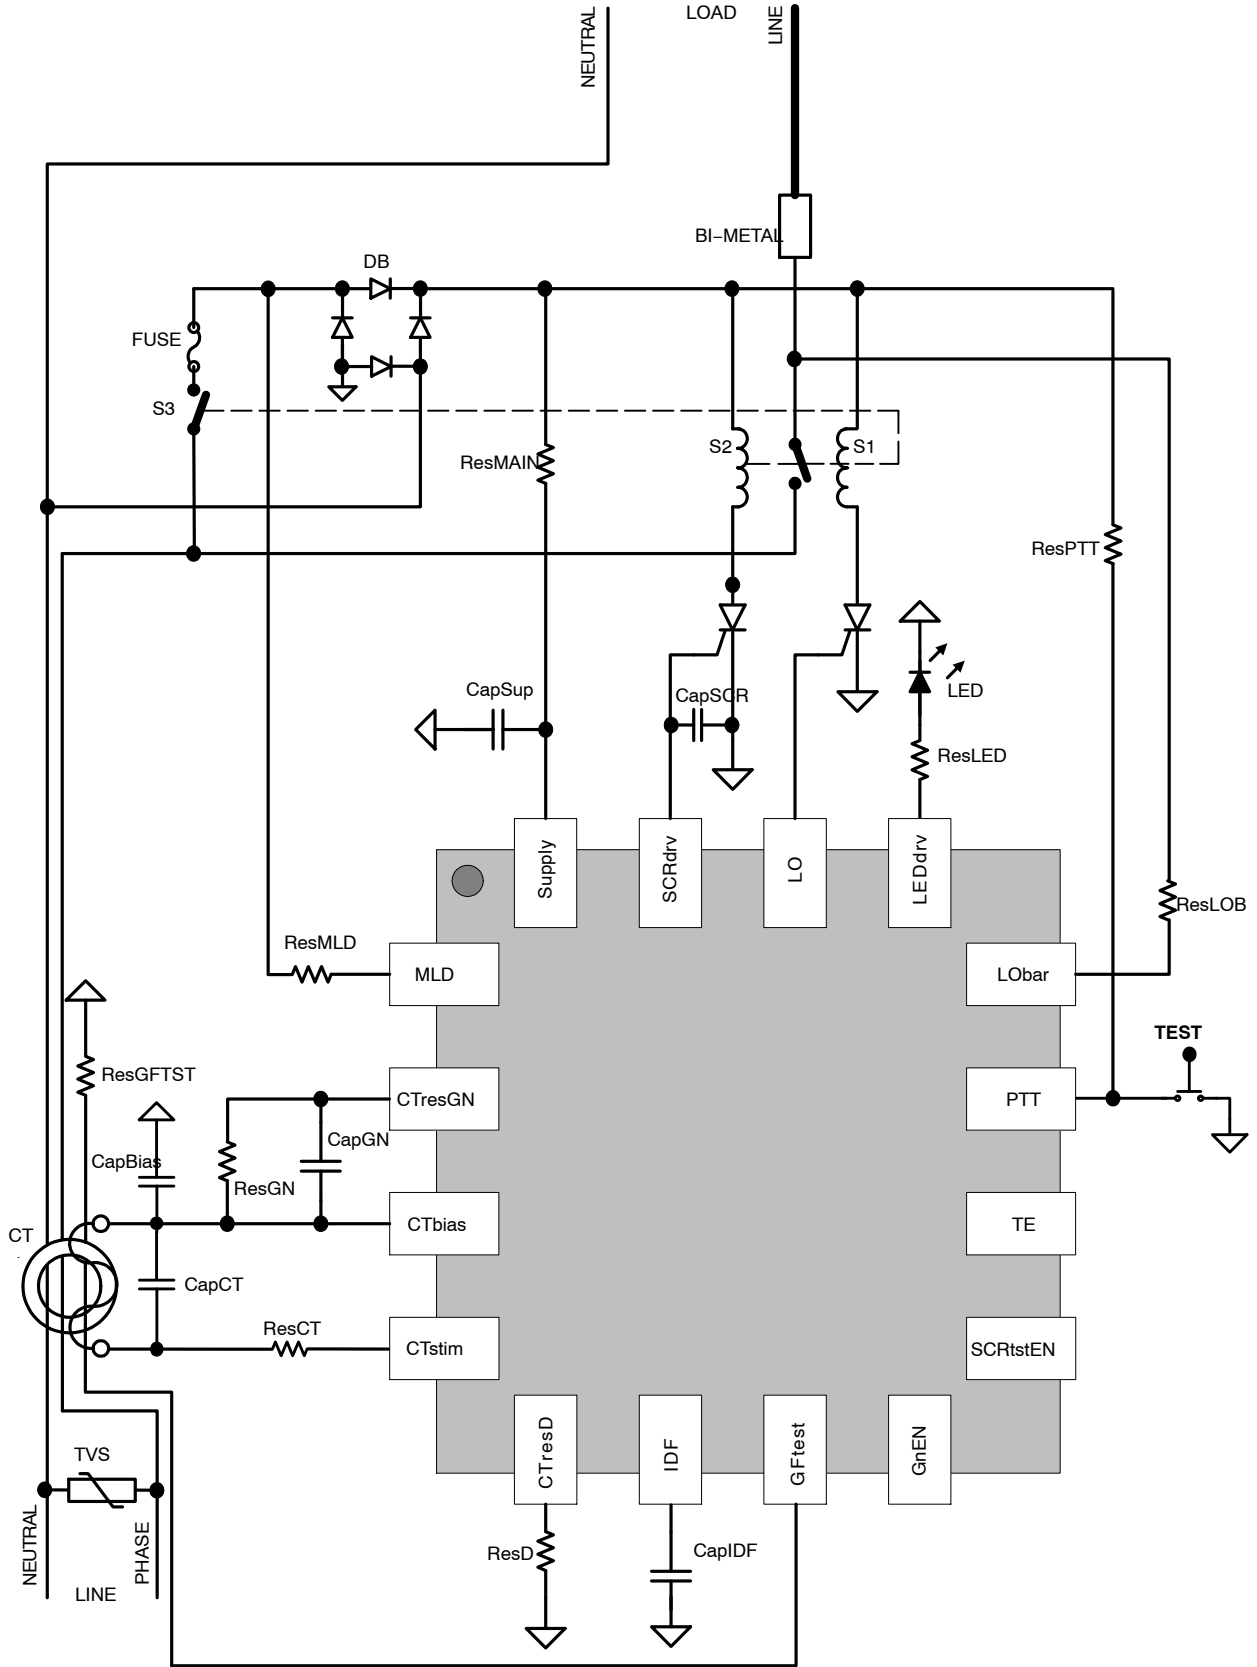 NEUTRAL
LOAD
LINE
BI−METAL
DB
FUSE
S3
S2
S1
ResMAIN
ResPTT
CapSup
CapSCR
LED
ResLED
Supply
SCRdrv
LO
LEDdrv
ResLOB
ResMLD
MLD
LObar
TEST
ResGFTST
CTresGN
PTT
CapGN
CapBias
ResGN
CTbias
TE
CT
CapCT
ResCT
CTstim
SCRtstEN
CTresD
IDF
GFtest
GnEN
TVS
NEUTRAL
PHASE
ResD
CapIDF
LINE